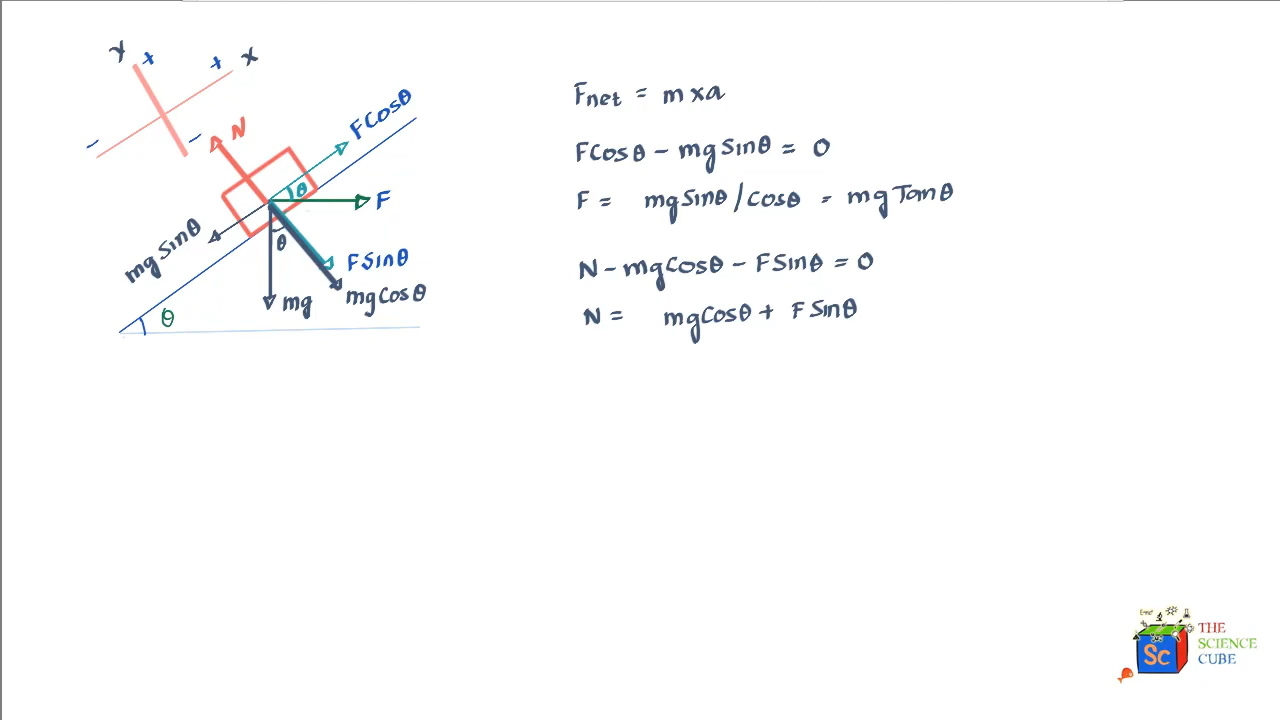 y + + x
- -
N
FCosθ
θ
F
mgSinθ
θ
FSinθ
mgCosθ
mg
θ
Fnet = m x a
FCosθ - mgSinθ = 0
F = mgSinθ/Cosθ = mgTanθ
N - mgCosθ - FSinθ = 0
N = mgCosθ + FSinθ
Sc
THE
SCIENCE
CUBE